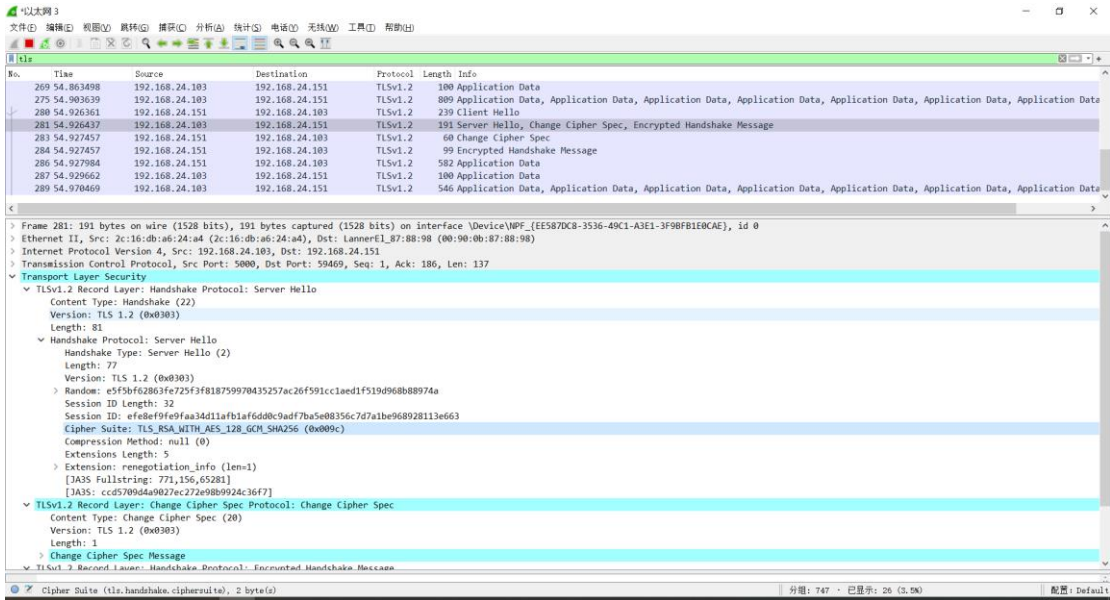 *以太网 3
文件(F) 编辑(E) 视图(V) 跳转(G) 捕获(C) 分析(A) 统计(S) 电话(Y) 无线(W) 工具(T) 帮助(H)
tls
No. Time Source Destination Protocol Length Info
269 54.863498 192.168.24.103 192.168.24.151 TLSv1.2 100 Application Data
275 54.903639 192.168.24.103 192.168.24.151 TLSv1.2 809 Application Data, Application Data, Application Data, Application Data, Application Data, Application Data, Application Data
280 54.926361 192.168.24.151 192.168.24.103 TLSv1.2 239 Client Hello
281 54.926437 192.168.24.103 192.168.24.151 TLSv1.2 191 Server Hello, Change Cipher Spec, Encrypted Handshake Message
283 54.927457 192.168.24.151 192.168.24.103 TLSv1.2 60 Change Cipher Spec
284 54.927457 192.168.24.151 192.168.24.103 TLSv1.2 99 Encrypted Handshake Message
286 54.927984 192.168.24.151 192.168.24.103 TLSv1.2 582 Application Data
287 54.929662 192.168.24.103 192.168.24.151 TLSv1.2 100 Application Data
289 54.970469 192.168.24.103 192.168.24.151 TLSv1.2 546 Application Data, Application Data, Application Data, Application Data, Application Data, Application Data, Application Data
Frame 281: 191 bytes on wire (1528 bits), 191 bytes captured (1528 bits) on interface \Device\NPF_{EE587DC8-3536-49C1-A3E1-3F9BFB1E0CAE}, id 0
Ethernet II, Src: 2c:16:db:a6:24:a4 (2c:16:db:a6:24:a4), Dst: LannerEl_87:88:98 (00:90:0b:87:88:98)
Internet Protocol Version 4, Src: 192.168.24.103, Dst: 192.168.24.151
Transmission Control Protocol, Src Port: 5000, Dst Port: 59469, Seq: 1, Ack: 186, Len: 137
Transport Layer Security
TLSv1.2 Record Layer: Handshake Protocol: Server Hello
Content Type: Handshake (22)
Version: TLS 1.2 (0x0303)
Length: 81
Handshake Protocol: Server Hello
Handshake Type: Server Hello (2)
Length: 77
Version: TLS 1.2 (0x0303)
Random: e5f5bf62863fe725f3f818759970435257ac26f591cc1aed1f519d968b88974a
Session ID Length: 32
Session ID: efe8ef9fe9faa34d11afb1af6dd0c9adf7ba5e08356c7d7a1be968928113e663
Cipher Suite: TLS_RSA_WITH_AES_128_GCM_SHA256 (0x009c)
Compression Method: null (0)
Extensions Length: 5
Extension: renegotiation_info (len=1)
[JA3S Fullstring: 771,156,65281]
[JA3S: ccd5709d4a9027ec272e98b9924c36f7]
TLSv1.2 Record Layer: Change Cipher Spec Protocol: Change Cipher Spec
Content Type: Change Cipher Spec (20)
Version: TLS 1.2 (0x0303)
Length: 1
Change Cipher Spec Message
TLSv1.2 Record Layer: Handshake Protocol: Encrypted Handshake Message
Cipher Suite (tls.handshake.ciphersuite), 2 byte(s)
分组: 747 · 已显示: 26 (3.5%)
配置: Default